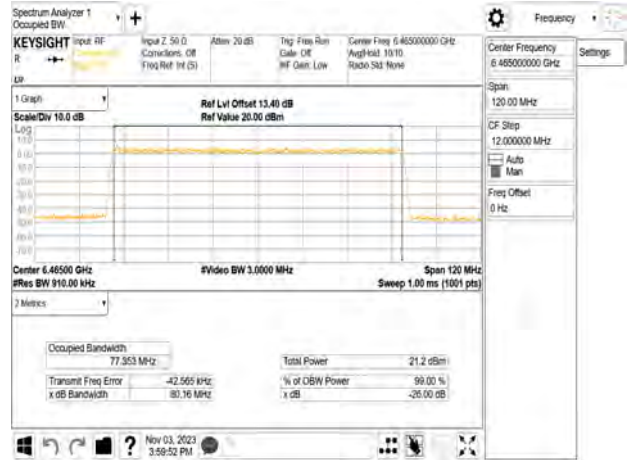 Spectrum Analyzer 1
Occupied BW
KEYSIGHT
Input: RF
Input Z: 50 Ω
Atten: 20 dB
Trig: Free Run
Center Freq: 6.465000000 GHz
R
Corrections: Off
Gate: Off
Avg|Hold: 10/10
Freq Ref: Int (S)
#IF Gain: Low
Radio Std: None
1 Graph
Scale/Div 10.0 dB
Ref Lvl Offset 13.40 dB
Ref Value 20.00 dBm
Log
Center 6.46500 GHz
#Video BW 3.0000 MHz
Span 120 MHz
#Res BW 910.00 kHz
Sweep 1.00 ms (1001 pts)
2 Metrics
Occupied Bandwidth
77.353 MHz
Total Power
21.2 dBm
Transmit Freq Error
-42.565 kHz
% of OBW Power
99.00 %
x dB Bandwidth
80.16 MHz
x dB
-26.00 dB
Nov 03, 2023
3:59:52 PM
Frequency
Settings
Center Frequency
6.465000000 GHz
Span
120.00 MHz
CF Step
12.000000 MHz
Auto
Man
Freq Offset
0 Hz